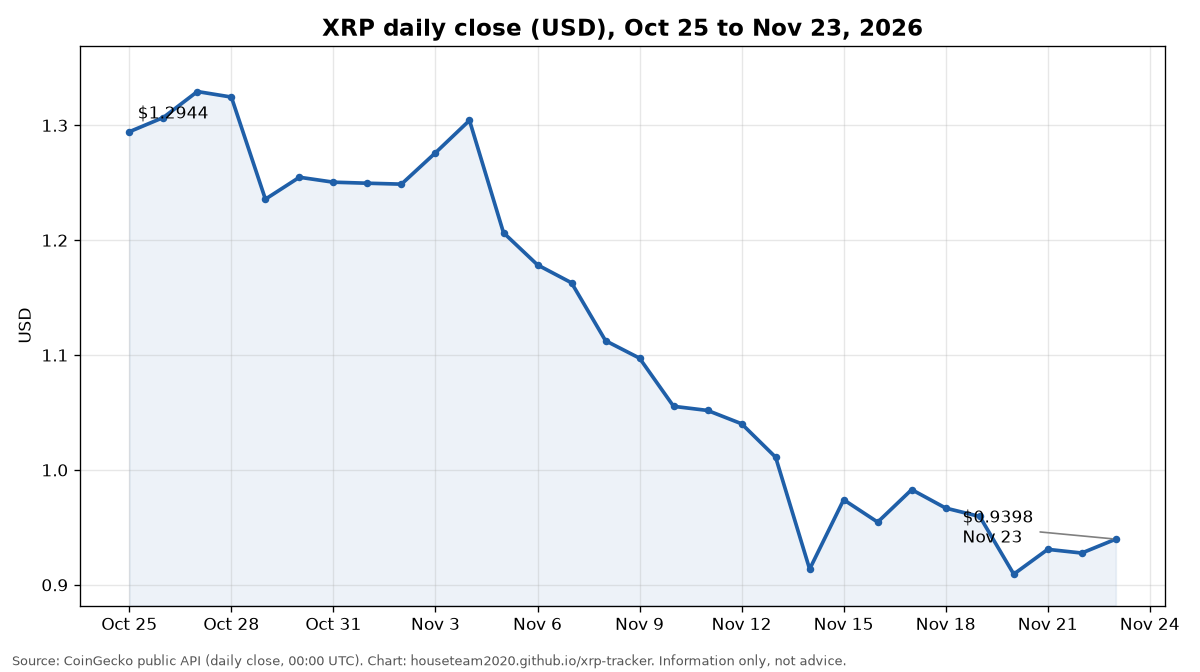 XRP daily close (USD), Oct 25 to Nov 23, 2026
$1.2944
1.3
1.2
1.1
1.0
0.9
USD
$0.9398
Nov 23
Oct 25 Oct 28 Oct 31 Nov 3 Nov 6 Nov 9 Nov 12 Nov 15 Nov 18 Nov 21 Nov 24
Source: CoinGecko public API (daily close, 00:00 UTC). Chart: houseteam2020.github.io/xrp-tracker. Information only, not advice.